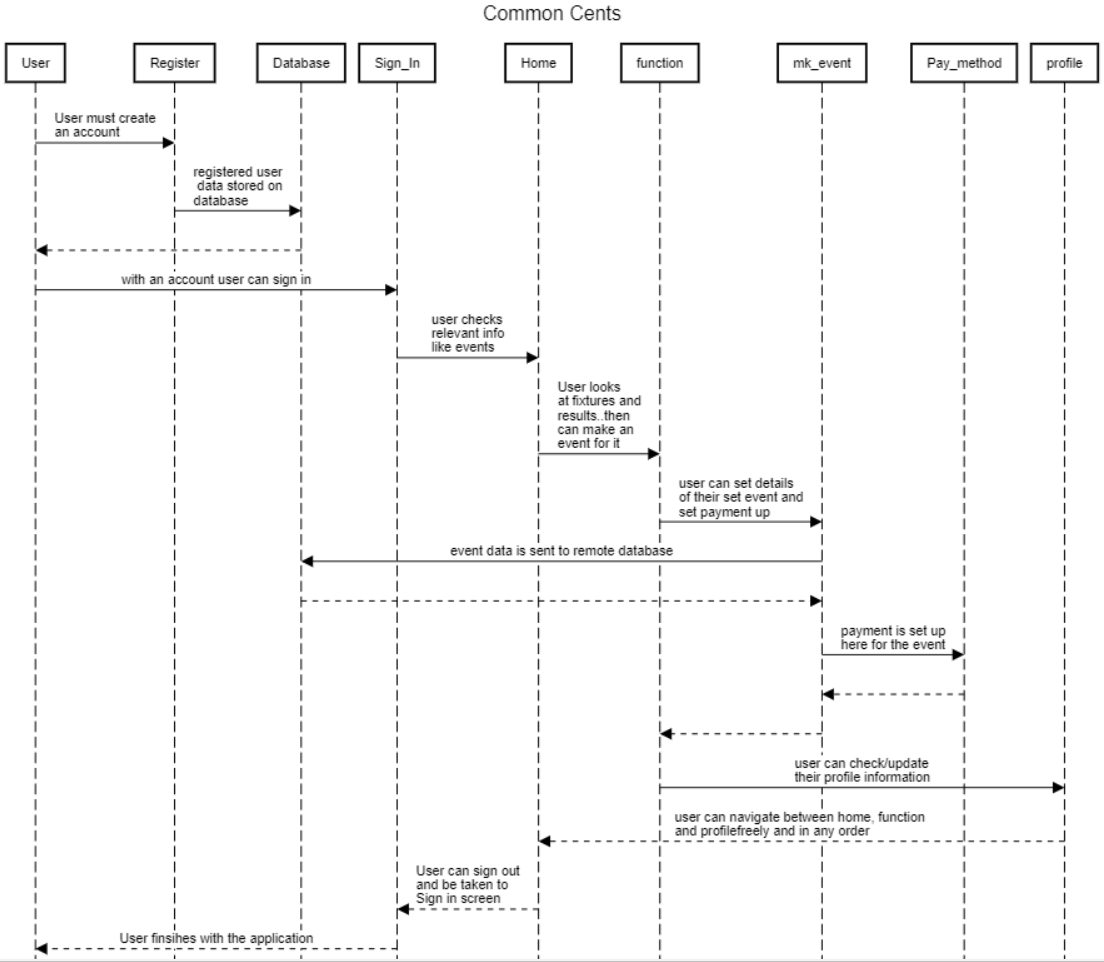 Common Cents
User
Register
Database
Sign_In
Home
function
mk_event
Pay_method
profile
User must create
an account
registered user
data stored on
database
with an account user can sign in
user checks
relevant info
like events
User looks
at fixtures and
results..then
can make an
event for it
user can set details
of their set event and
set payment up
event data is sent to remote database
payment is set up
here for the event
user can check/update
their profile information
user can navigate between home, function
and profilefreely and in any order
User can sign out
and be taken to
Sign in screen
User finsihes with the application